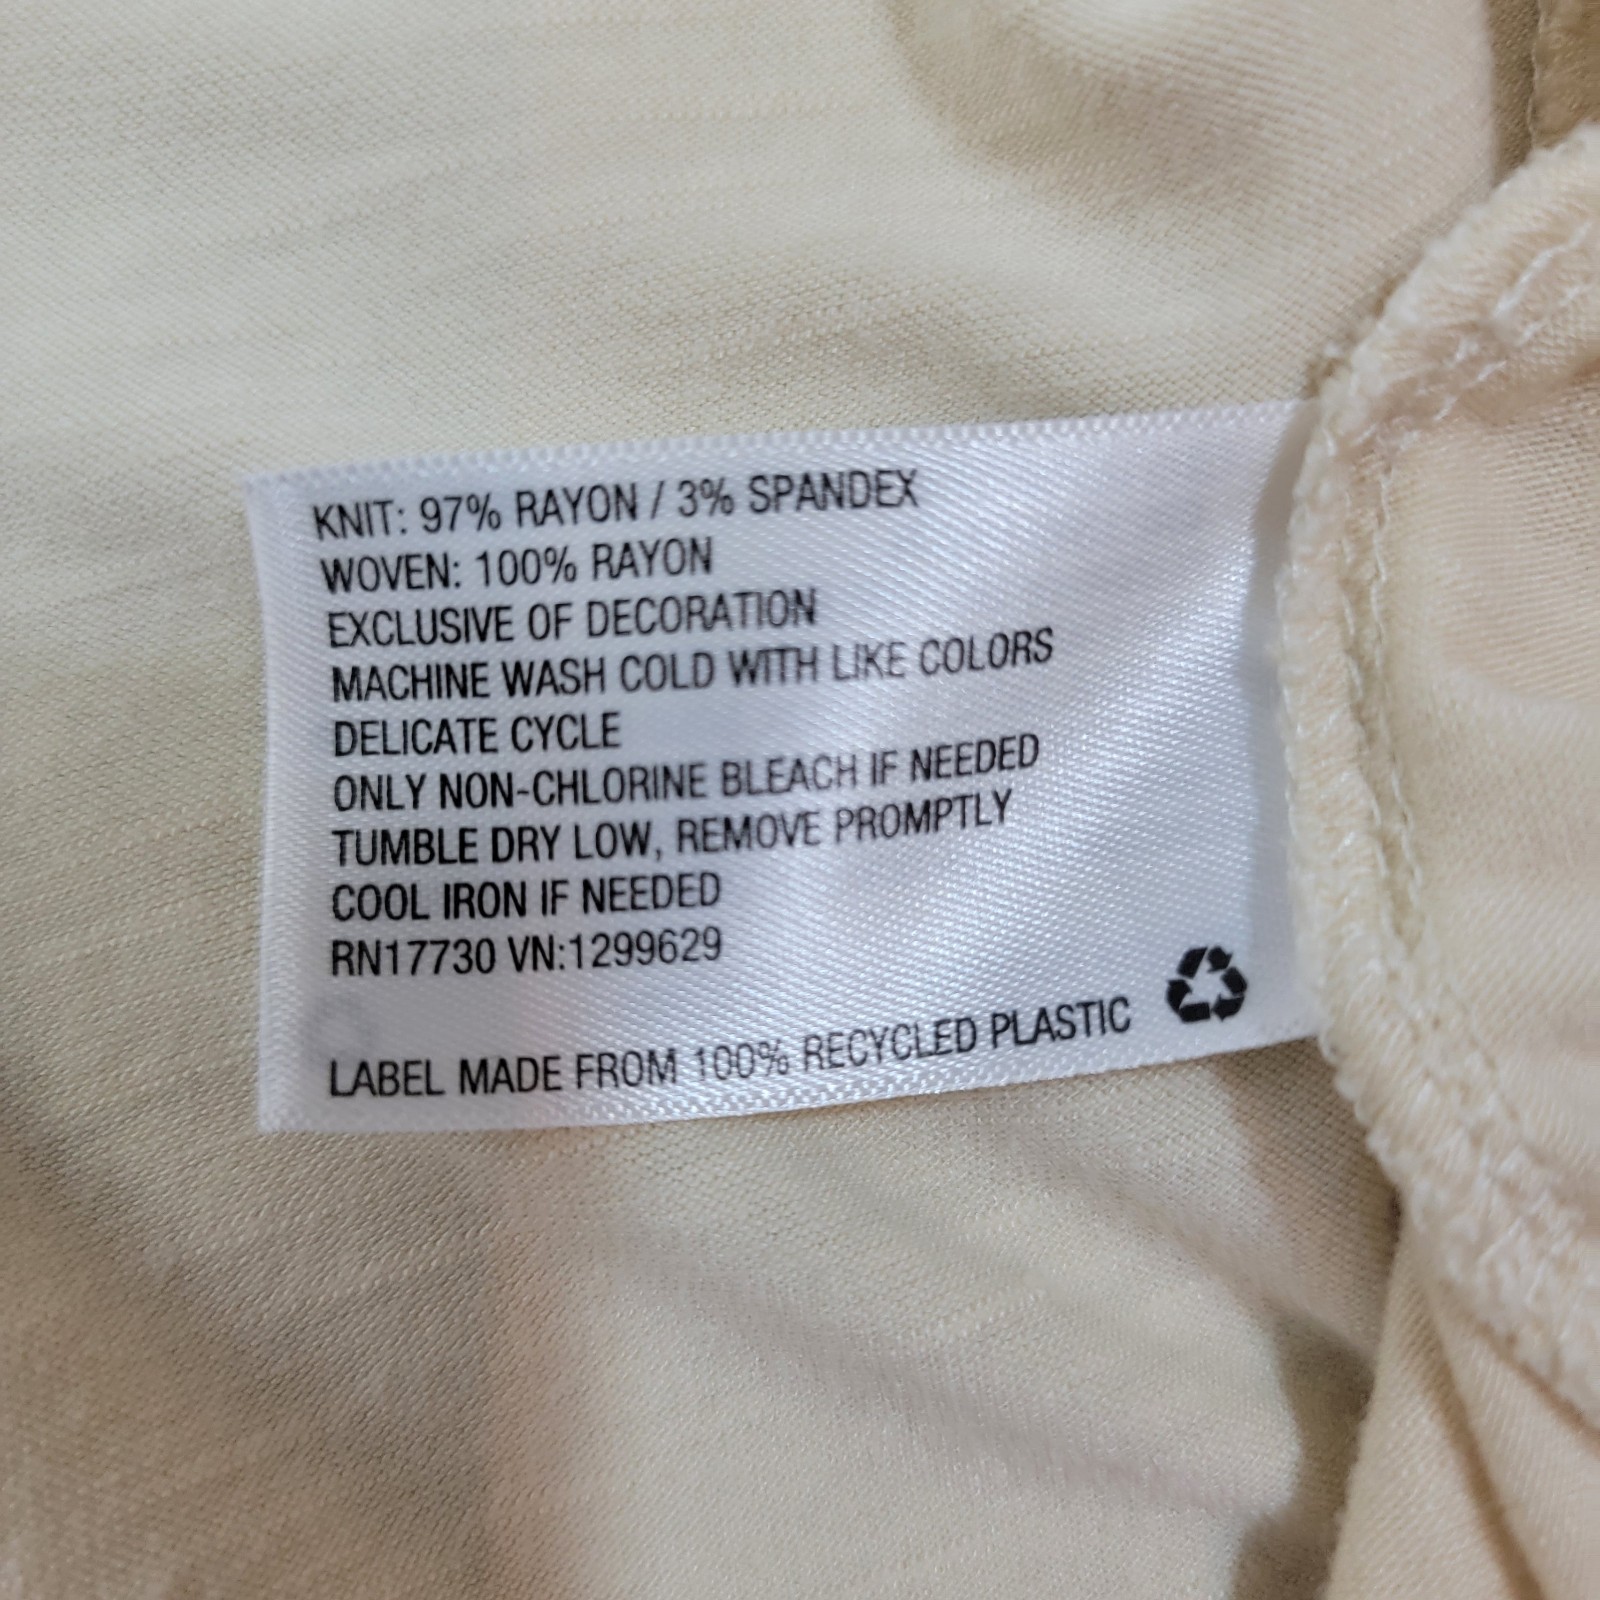 KNIT: 97% RAYON / 3% SPANDEX
WOVEN: 100% RAYON
EXCLUSIVE OF DECORATION
MACHINE WASH COLD WITH LIKE COLORS
DELICATE CYCLE
ONLY NON-CHLORINE BLEACH IF NEEDED
TUMBLE DRY LOW, REMOVE PROMPTLY
COOL IRON IF NEEDED
RN17730 VN:1299629
LABEL MADE FROM 100% RECYCLED PLASTIC